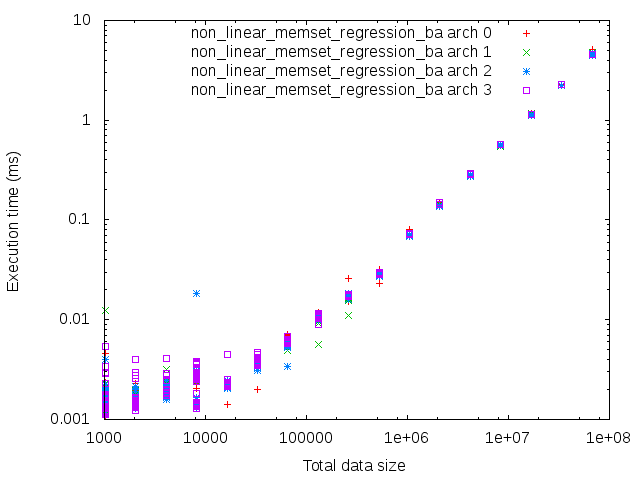 non_linear_memset_regression_ba arch 0
non_linear_memset_regression_ba arch 1
non_linear_memset_regression_ba arch 2
non_linear_memset_regression_ba arch 3
Execution time (ms)
10
1
0.1
0.01
0.001
1000 10000 100000 1e+06 1e+07 1e+08
Total data size